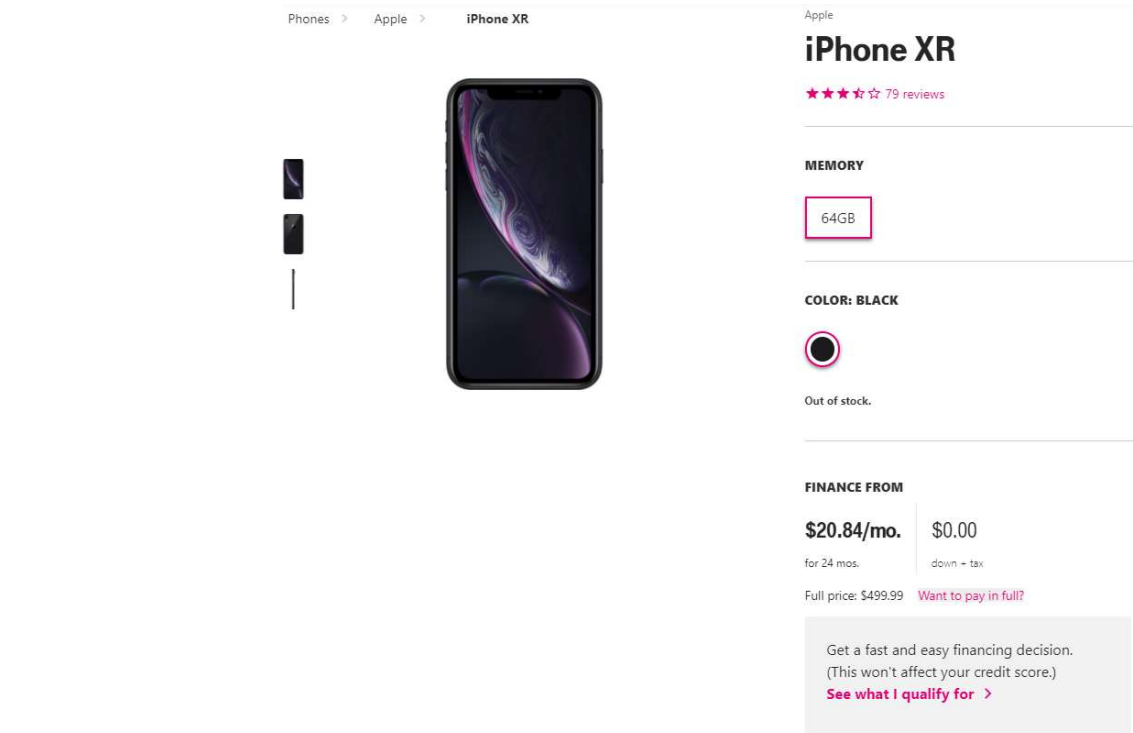 Phones > Apple > iPhone XR
Apple
iPhone XR
79 reviews
MEMORY
64GB
COLOR: BLACK
Out of stock.
FINANCE FROM
$20.84/mo. $0.00
for 24 mos. down + tax
Full price: $499.99 Want to pay in full?
Get a fast and easy financing decision.
(This won't affect your credit score.)
See what I qualify for >